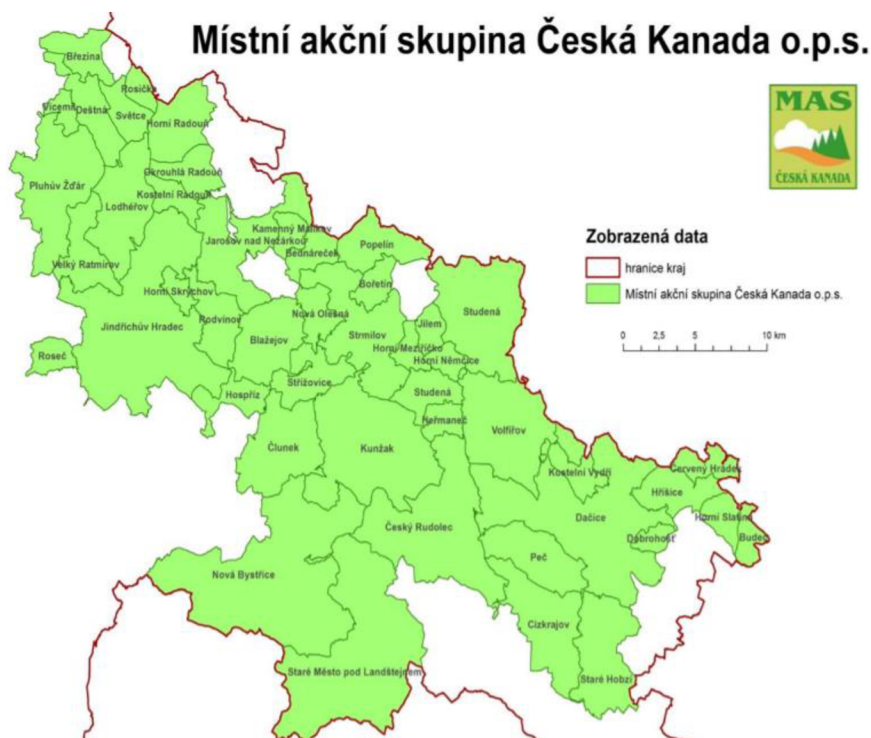 Místní akční skupina Česká Kanada o.p.s.
MAS
ČESKÁ KANADA
Zobrazená data
hranice kraj
Místní akční skupina Česká Kanada o.p.s.
0 2,5 5 10 km
Březina
Rosička
Vícemil
Deštná
Světce
Horní Radouň
Okrouhlá Radouň
Pluhův Žďár
Kostelní Radouň
Lodhéřov
Kamenný Malíkov
Jarošov nad Nežárkou
Popelín
Bednáreček
Velký Ratmírov
Bořetín
Horní Skrýchov
Studená
Nová Olešná
Rodvínov
Jilem
Jindřichův Hradec
Strmilov
Blažejov
Horní Meziříčko
Roseč
Horní Němčice
Střížovice
Studená
Hospříz
Heřmaneč
Volfířov
Člunek
Kunžak
Kostelní Vydří
Červený Hrádek
Hříšice
Dačice
Horní Slatina
Český Rudolec
Dobrohošť
Budeč
Peč
Nová Bystřice
Cizkrajov
Staré Město pod Landštejnem
Staré Hobzí